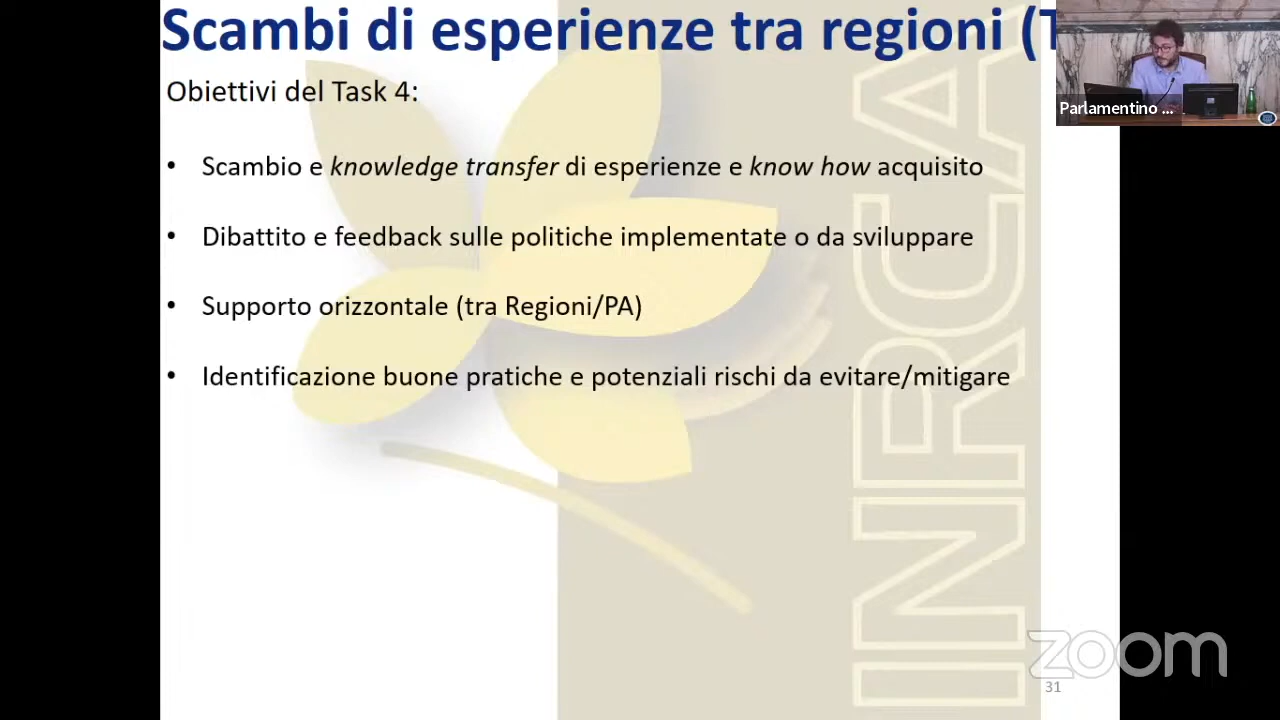 Scambi di esperienze tra regioni (T
Obiettivi del Task 4:
• Scambio e knowledge transfer di esperienze e know how acquisito
• Dibattito e feedback sulle politiche implementate o da sviluppare
• Supporto orizzontale (tra Regioni/PA)
• Identificazione buone pratiche e potenziali rischi da evitare/mitigare
INRCA
Parlamentino ...
zoom
31